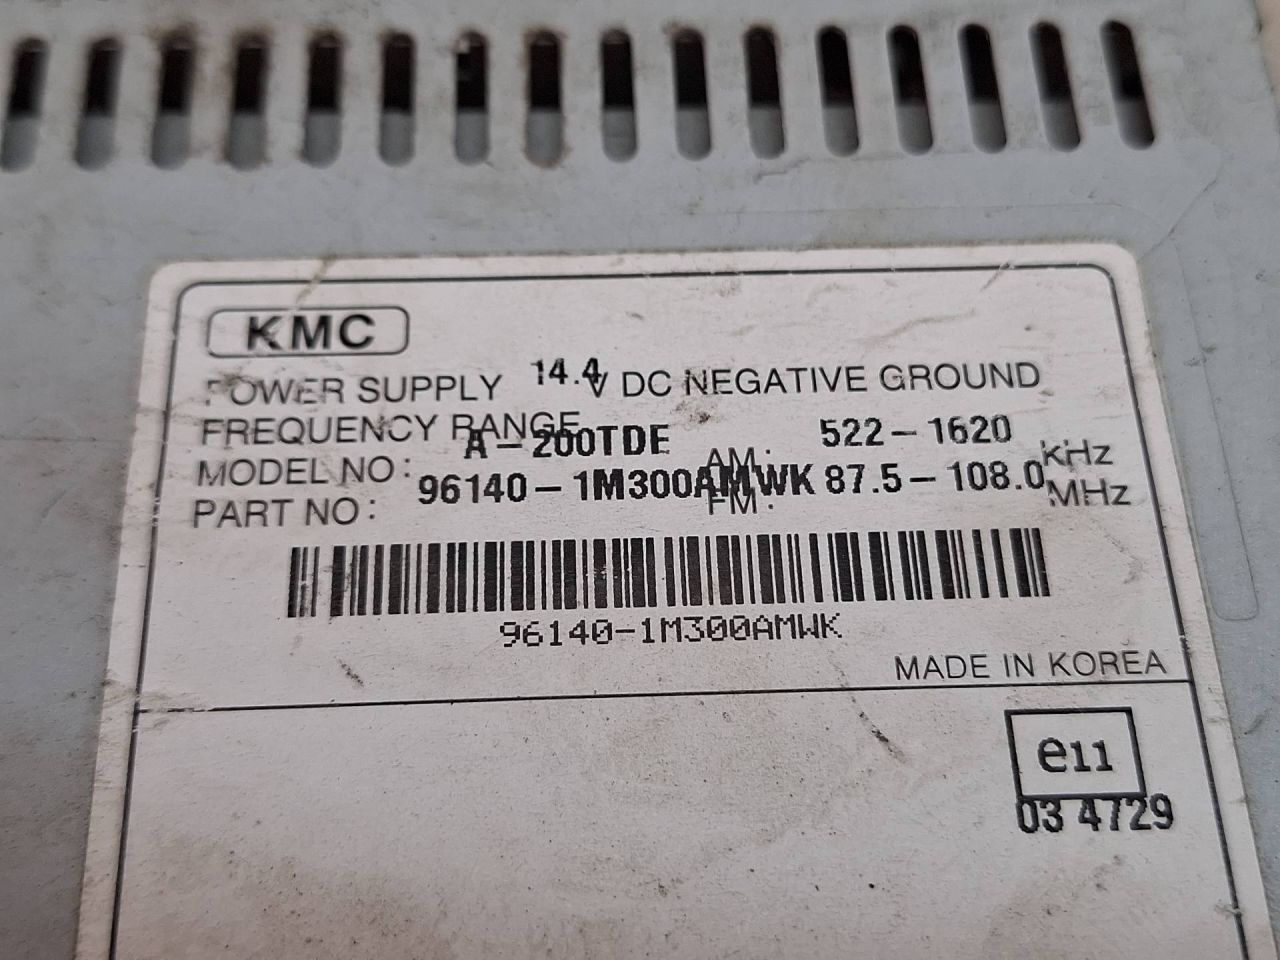 KMC
POWER SUPPLY 14.4V DC NEGATIVE GROUND
FREQUENCY RANGE AM: 522-1620 KHz
MODEL NO: A-200TDE FM: 87.5-108.0 MHz
PART NO: 96140-1M300AMWK
96140-1M300AMWK
MADE IN KOREA
e11
03 4729